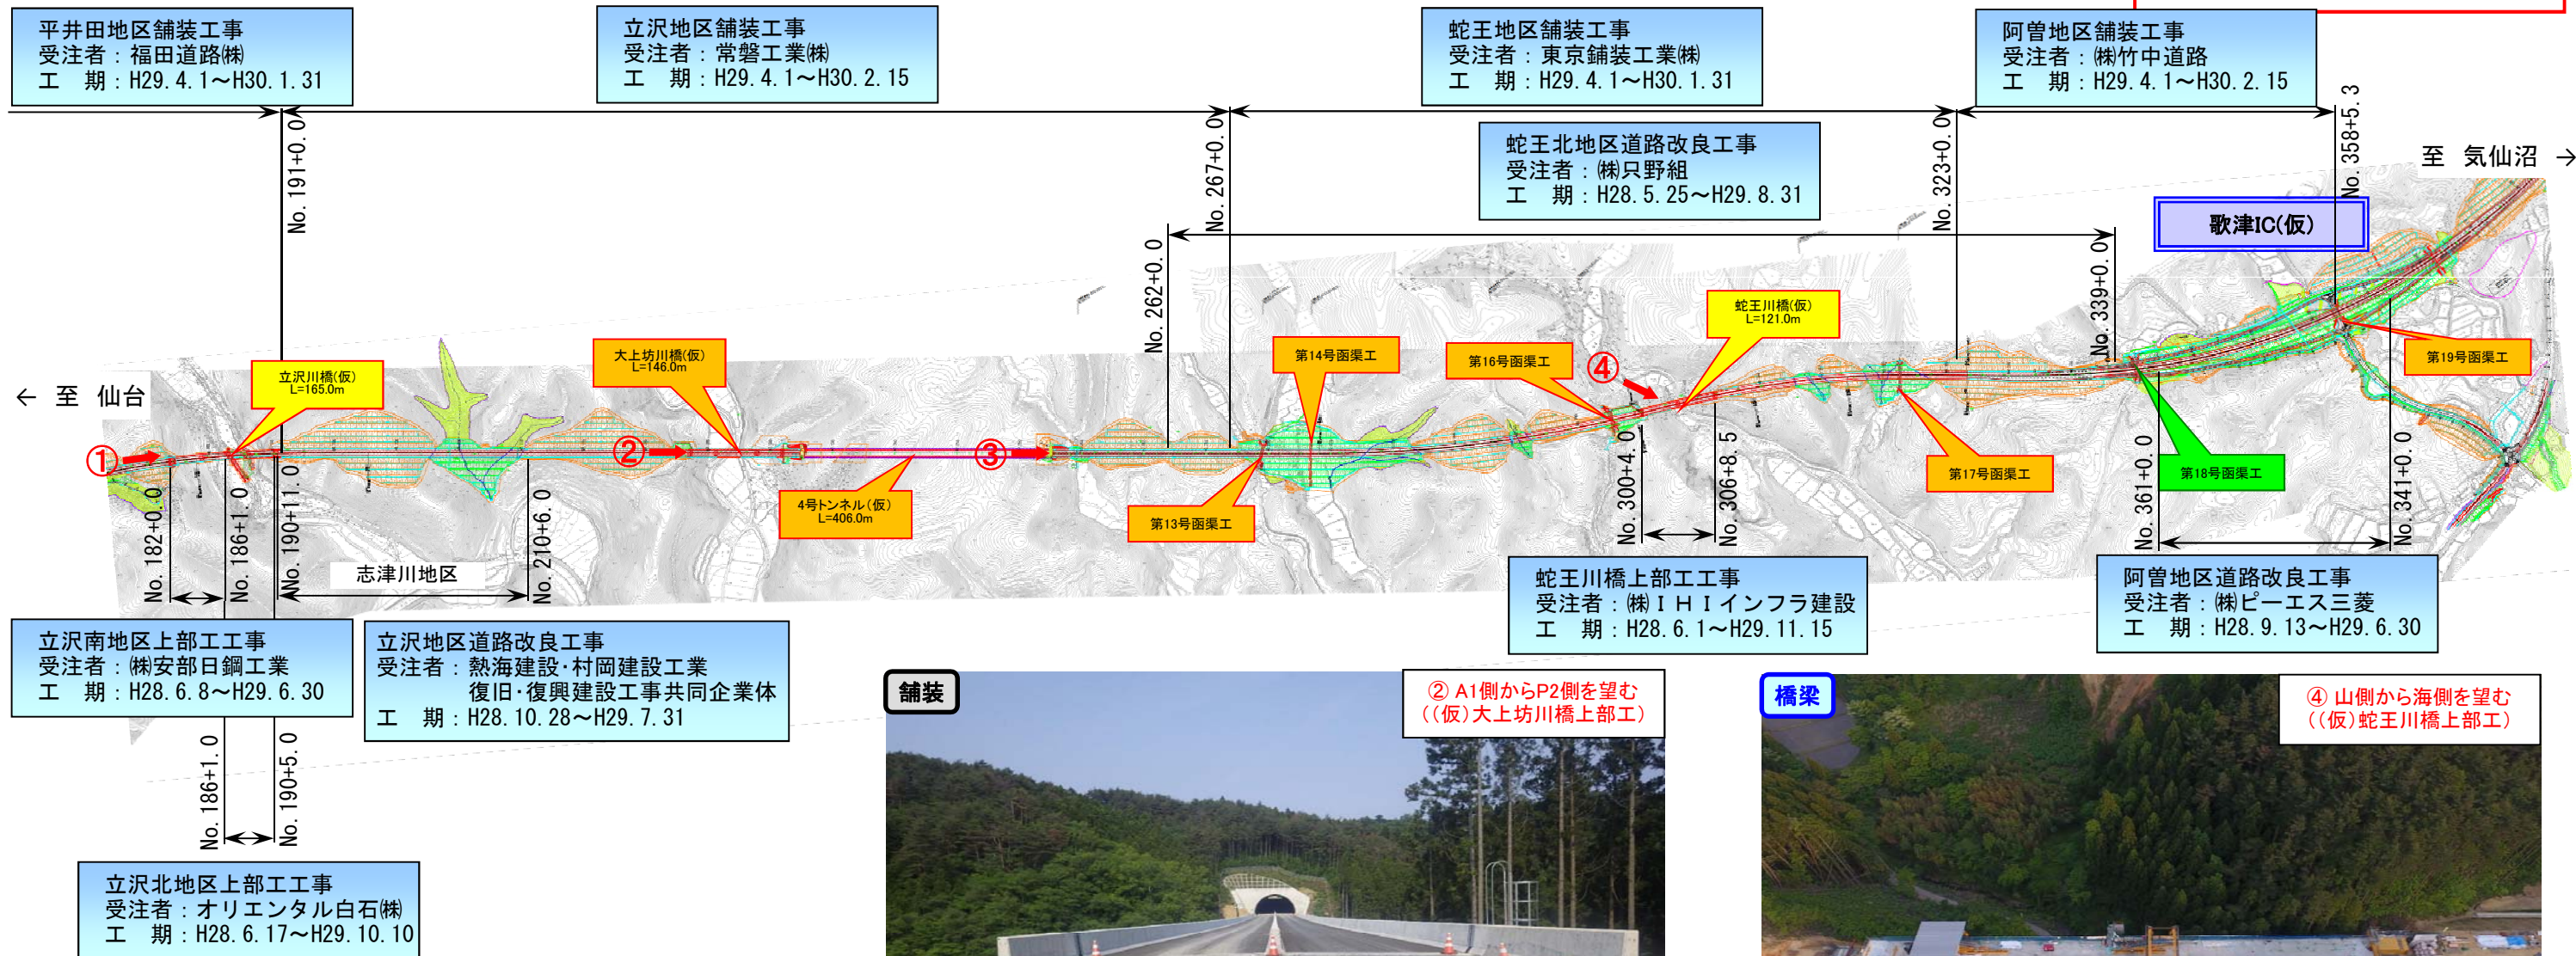 平井田地区舗装工事
受注者：福田道路㈱
工　期：H29.4.1～H30.1.31
立沢地区舗装工事
受注者：常磐工業㈱
工　期：H29.4.1～H30.2.15
蛇王地区舗装工事
受注者：東京舗装工業㈱
工　期：H29.4.1～H30.1.31
阿曽地区舗装工事
受注者：㈱竹中道路
工　期：H29.4.1～H30.2.15
蛇王北地区道路改良工事
受注者：㈱只野組
工　期：H28.5.25～H29.8.31
No.191+0.0
No.267+0.0
No.262+0.0
No.323+0.0
No.339+0.0
No.358+5.3
至 気仙沼 →
歌津IC(仮)
← 至 仙台
立沢川橋(仮)
L=165.0m
大上坊川橋(仮)
L=146.0m
第14号函渠工
第16号函渠工
蛇王川橋(仮)
L=121.0m
第19号函渠工
①
②
③
④
4号トンネル(仮)
L=406.0m
第13号函渠工
第17号函渠工
第18号函渠工
No.182+0.0
No.186+1.0
No.190+11.0
志津川地区
No.210+6.0
No.300+4.0
No.306+8.5
No.361+0.0
No.341+0.0
立沢南地区上部工工事
受注者：㈱安部日鋼工業
工　期：H28.6.8～H29.6.30
立沢地区道路改良工事
受注者：熱海建設・村岡建設工業
復旧・復興建設工事共同企業体
工　期：H28.10.28～H29.7.31
蛇王川橋上部工工事
受注者：㈱ＩＨＩインフラ建設
工　期：H28.6.1～H29.11.15
阿曽地区道路改良工事
受注者：㈱ピーエス三菱
工　期：H28.9.13～H29.6.30
No.186+1.0
No.190+5.0
立沢北地区上部工工事
受注者：オリエンタル白石㈱
工　期：H28.6.17～H29.10.10
舗装
② A1側からP2側を望む
((仮)大上坊川橋上部工)
橋梁
④ 山側から海側を望む
((仮)蛇王川橋上部工)